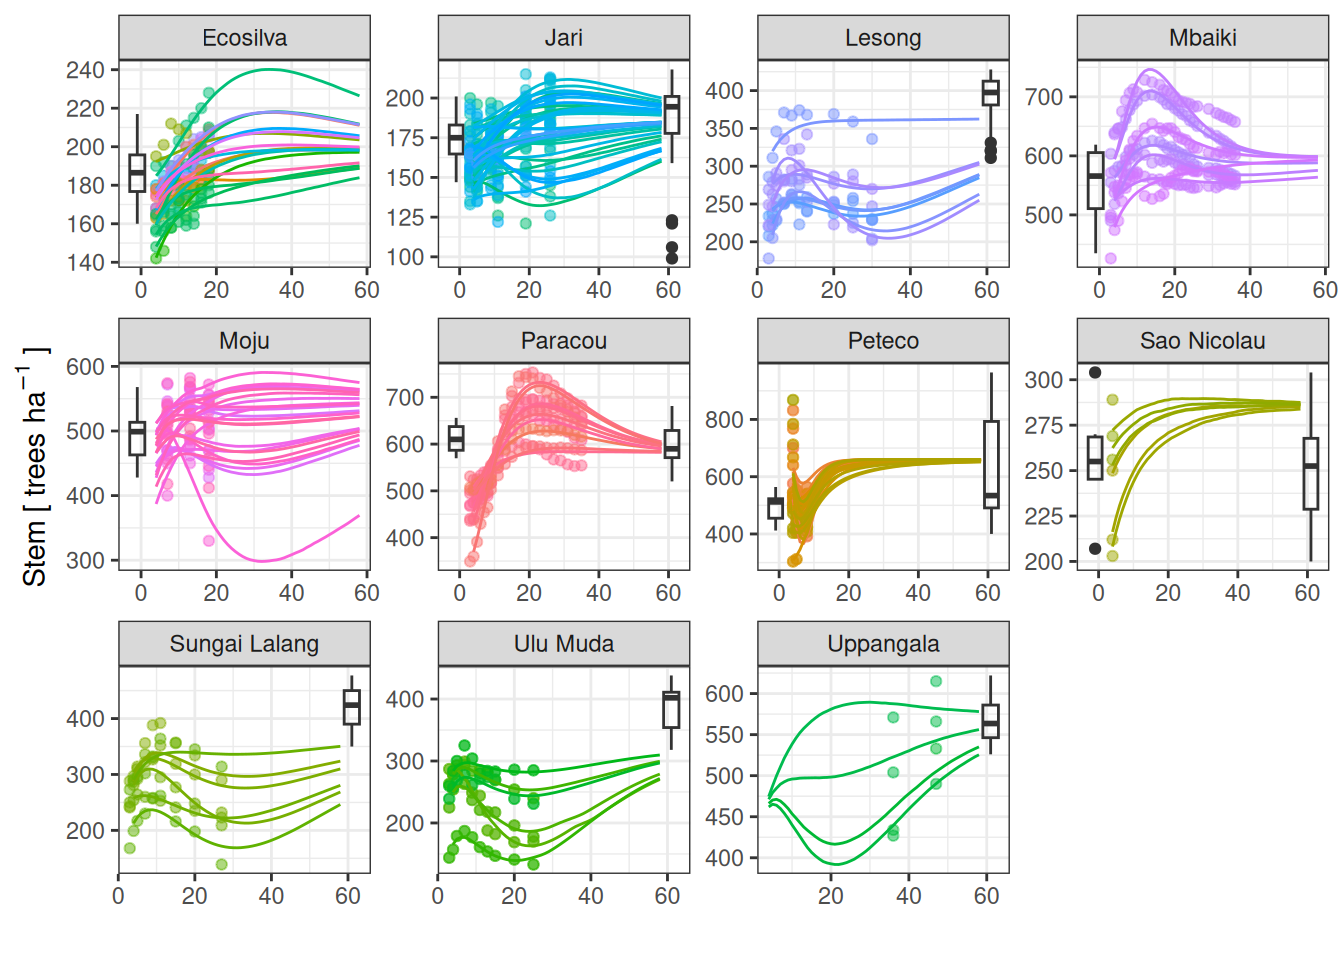 Ecosilva Jari Lesong Mbaiki
240 220 200 180 160 140
200 175 150 125 100
400 350 300 250 200
700 600 500
0 20 40 60 0 20 40 60 0 20 40 60 0 20 40 60
Stem [ trees ha−1 ]
Moju Paracou Peteco Sao Nicolau
600 500 400 300
700 600 500 400
800 600 400
300 275 250 225 200
0 20 40 60 0 20 40 60 0 20 40 60 0 20 40 60
Sungai Lalang Ulu Muda Uppangala
400 300 200
400 300 200
600 550 500 450 400
0 20 40 60 0 20 40 60 20 40 60